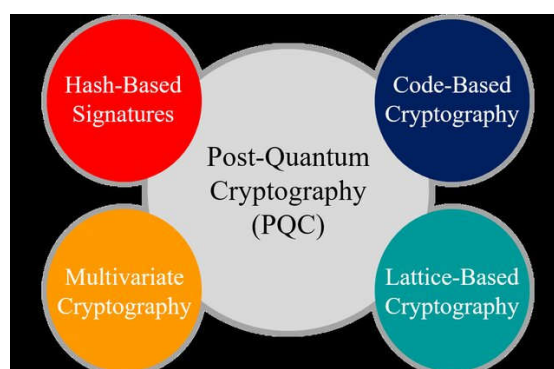 Hash-Based
Signatures
Code-Based
Cryptography
Post-Quantum
Cryptography
(PQC)
Multivariate
Cryptography
Lattice-Based
Cryptography